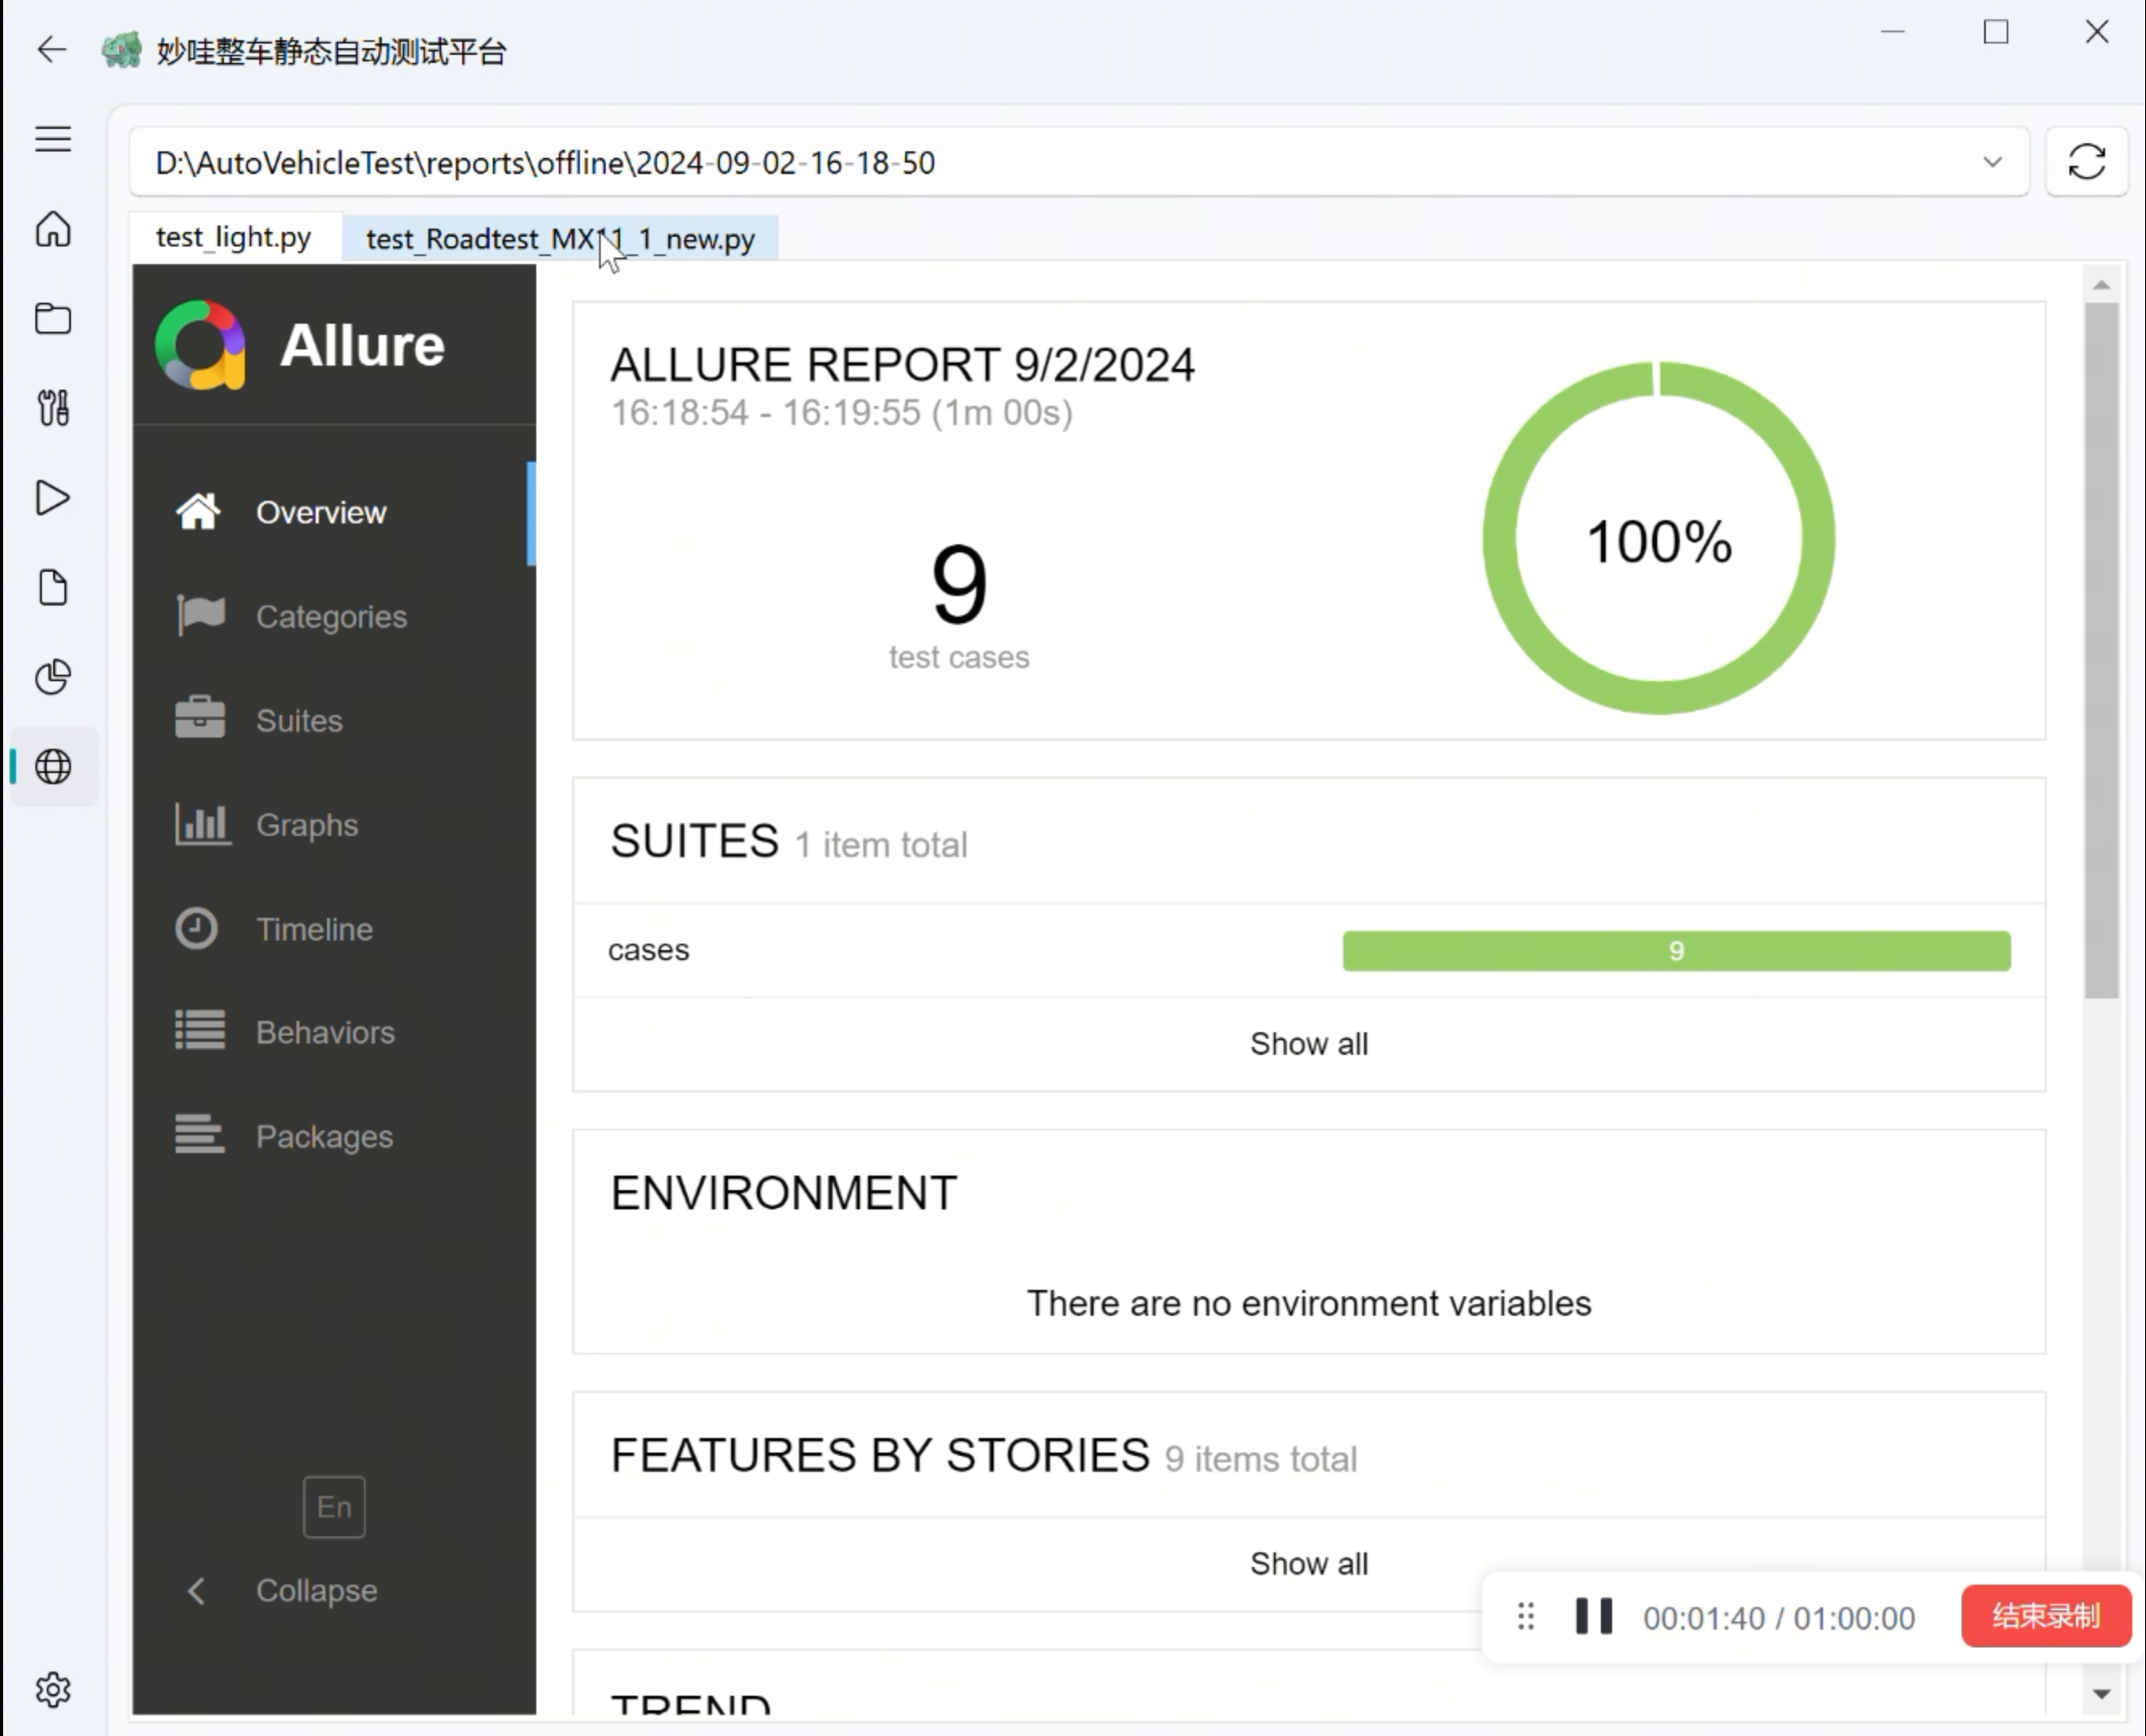 妙哇整车静态自动测试平台
D:\AutoVehicleTest\reports\offline\2024-09-02-16-18-50
test_light.py
test_Roadtest_MX11_1_new.py
Allure
Overview
Categories
Suites
Graphs
Timeline
Behaviors
Packages
En
Collapse
ALLURE REPORT 9/2/2024
16:18:54 - 16:19:55 (1m 00s)
9
test cases
100%
SUITES 1 item total
cases 9
Show all
ENVIRONMENT
There are no environment variables
FEATURES BY STORIES 9 items total
Show all
TREND
00:01:40 / 01:00:00
结束录制